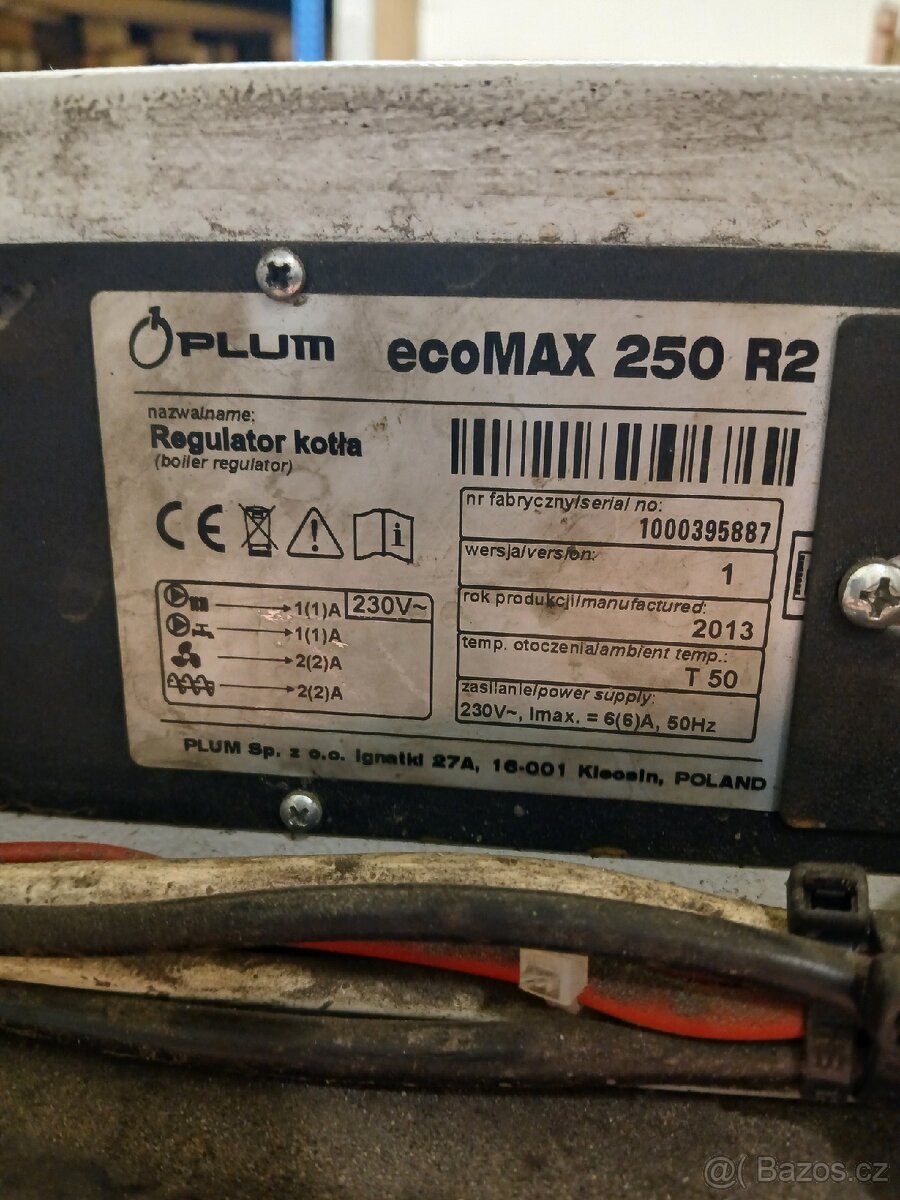 PLUM ecoMAX 250 R2
nazwa/name:
Regulator kotła
(boiler regulator)
CE
i
1(1)A 230V~
1(1)A
2(2)A
2(2)A
nr fabryczny/serial no:
1000395887
wersja/version:
1
rok produkcji/manufactured:
2013
temp. otoczenia/ambient temp.:
T 50
zasilanie/power supply:
230V~, Imax. = 6(6)A, 50Hz
PLUM Sp. z o.o. Ignatki 27A, 16-001 Kleosin, POLAND
@( Bazos.cz